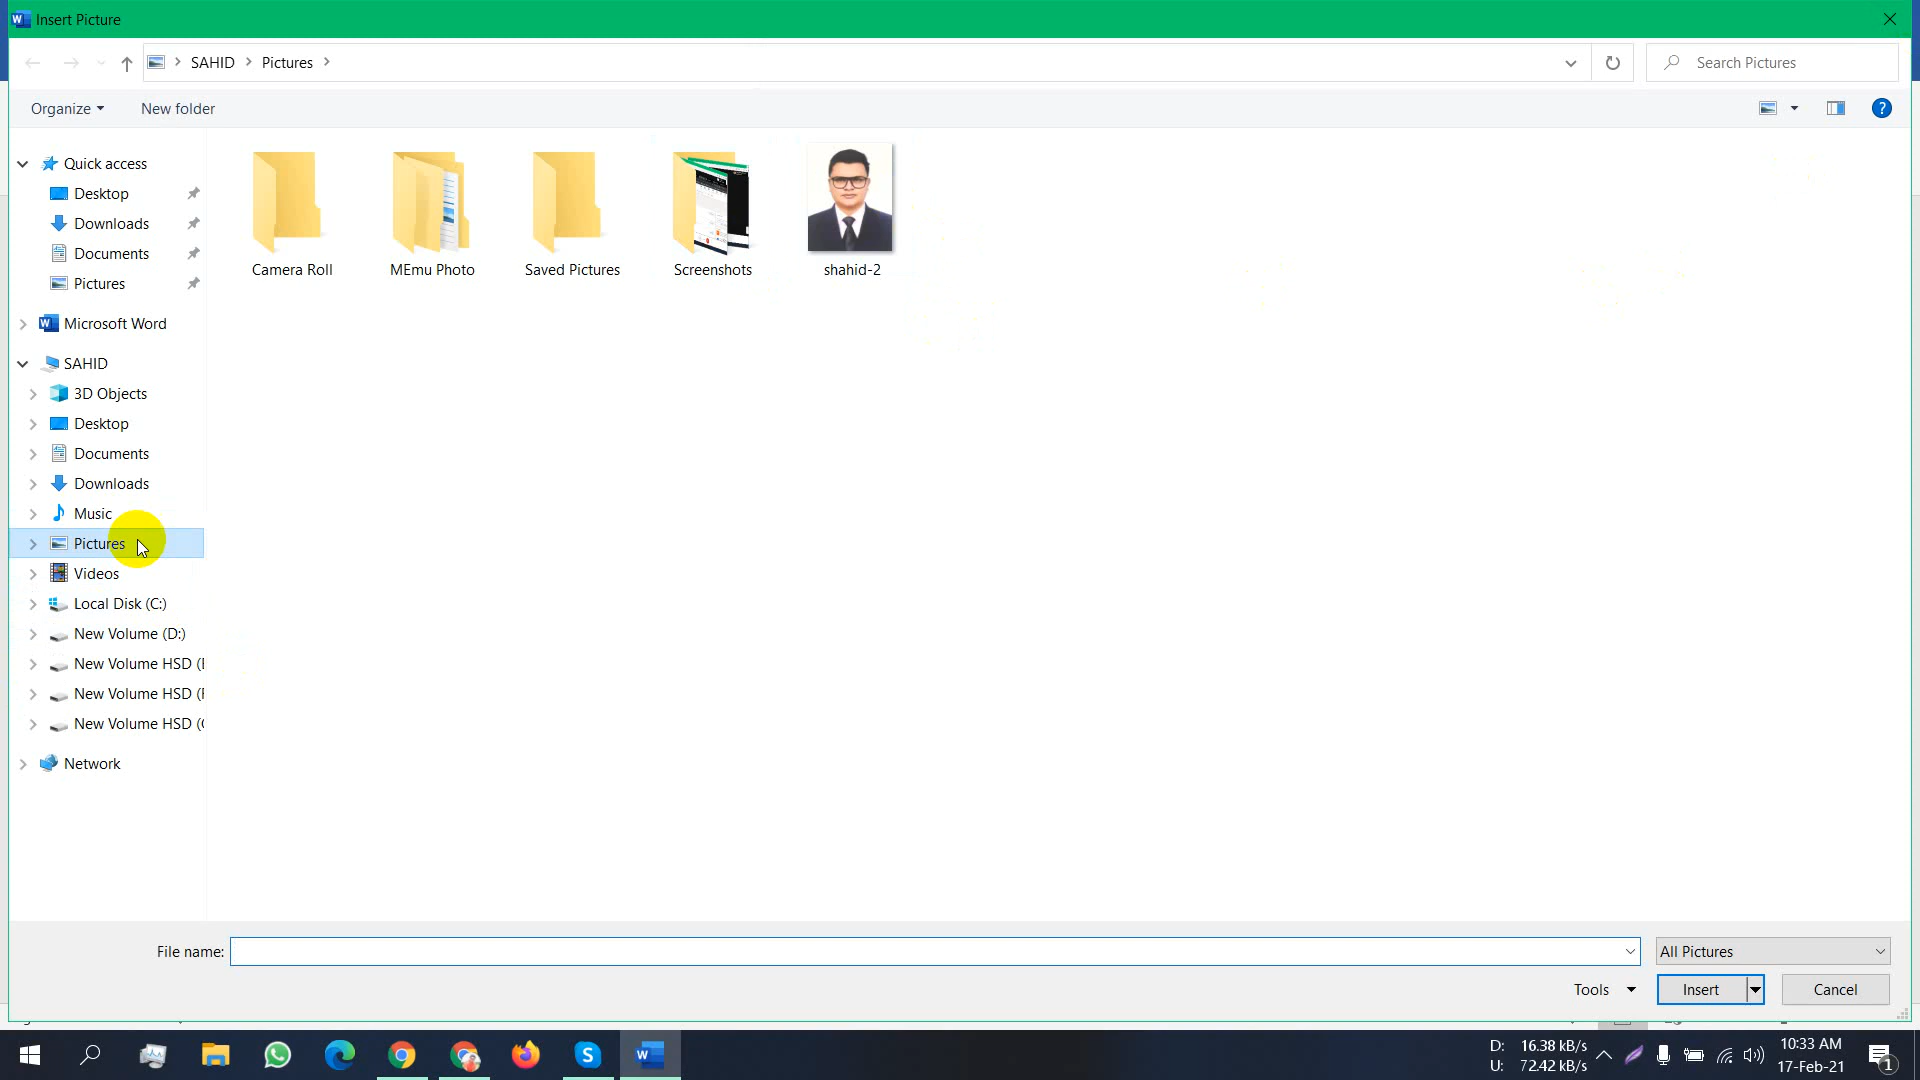 Insert Picture
SAHID
Pictures
Search Pictures
Organize
New folder
Quick access
Desktop
Downloads
Documents
Pictures
Microsoft Word
SAHID
3D Objects
Desktop
Documents
Downloads
Music
Pictures
Videos
Local Disk (C:)
New Volume (D:)
New Volume HSD (
New Volume HSD (
New Volume HSD (
Network
Camera Roll
MEmu Photo
Saved Pictures
Screenshots
shahid-2
File name:
All Pictures
Tools
Insert
Cancel
D: 16.38 kB/s
U: 72.42 kB/s
10:33 AM
17-Feb-21
1